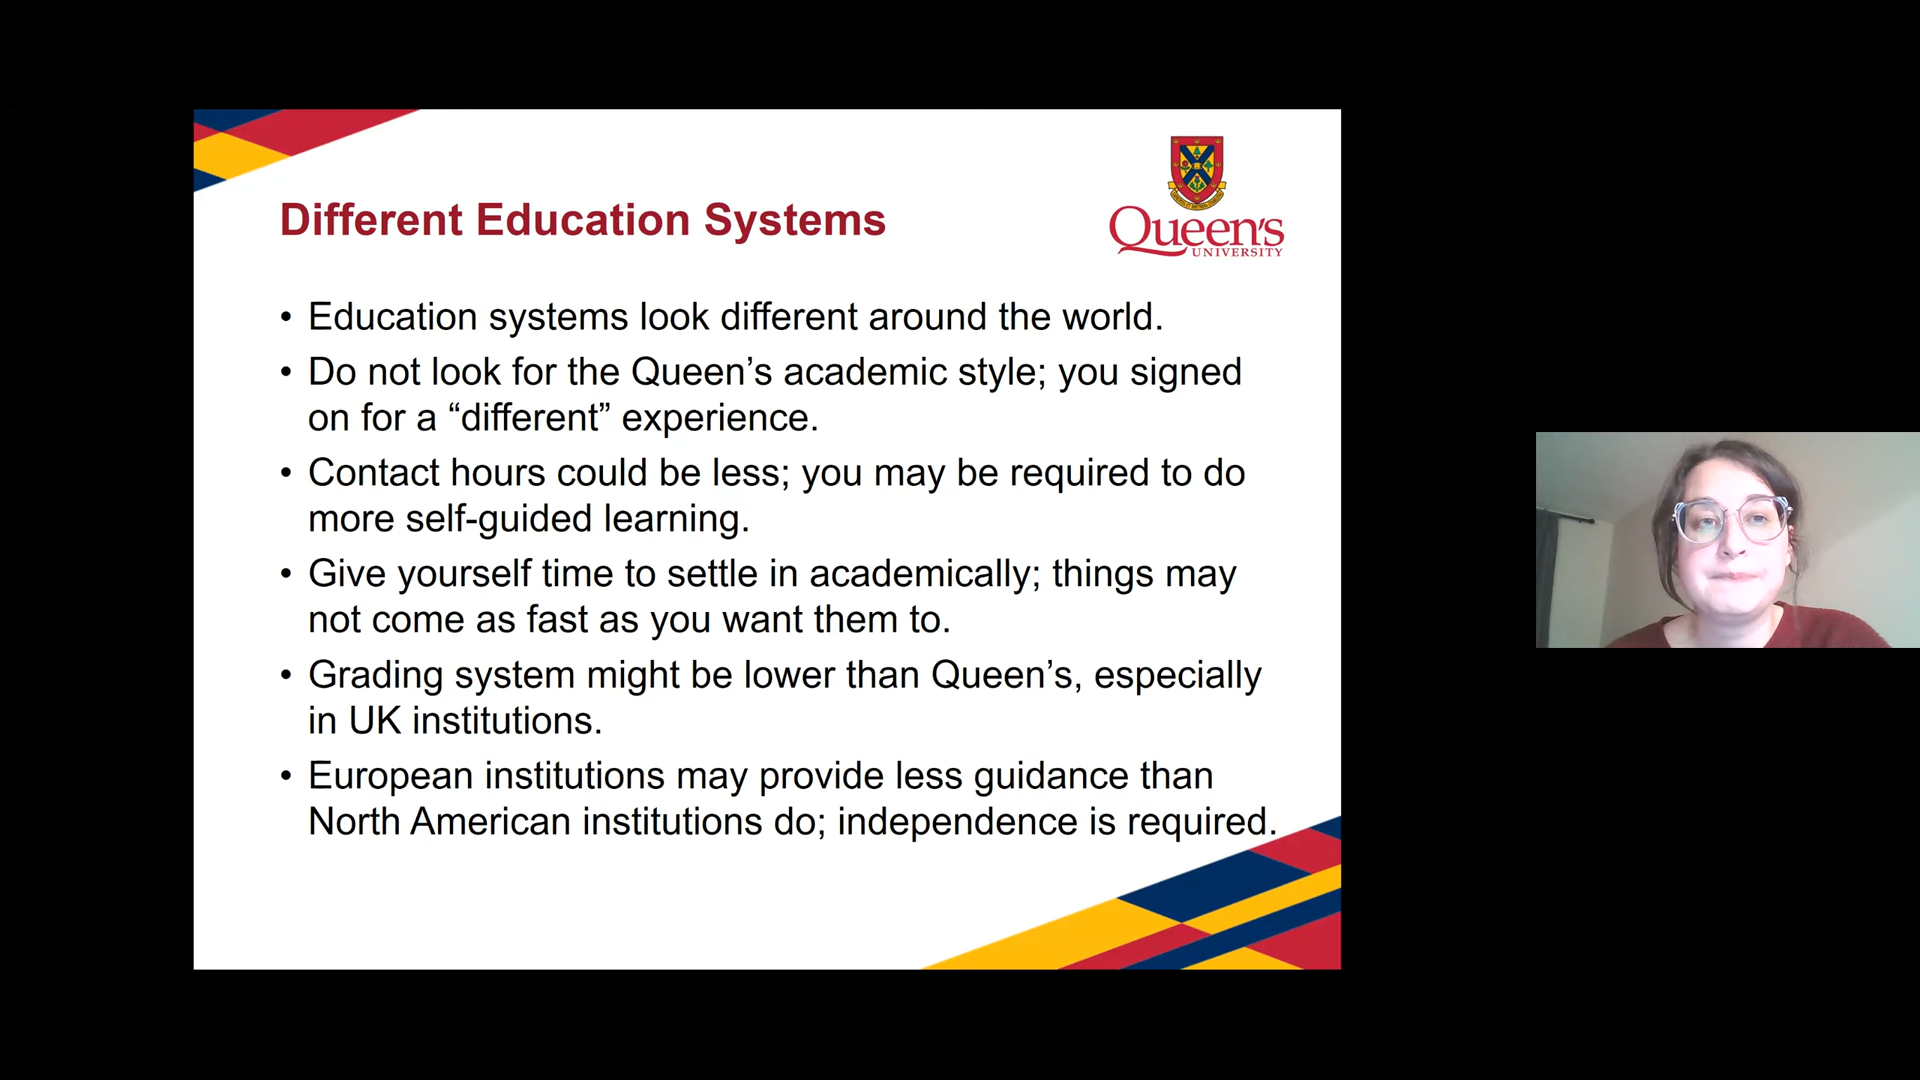 Different Education Systems
Queen's
UNIVERSITY
• Education systems look different around the world.
• Do not look for the Queen’s academic style; you signed
on for a “different” experience.
• Contact hours could be less; you may be required to do
more self-guided learning.
• Give yourself time to settle in academically; things may
not come as fast as you want them to.
• Grading system might be lower than Queen’s, especially
in UK institutions.
• European institutions may provide less guidance than
North American institutions do; independence is required.